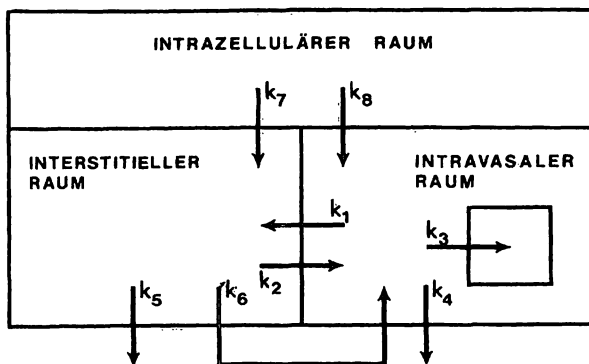 INTRAZELLULÄRER RAUM
k7
k8
INTERSTITIELLER
RAUM
INTRAVASALER
RAUM
k1
k3
k2
k5
k6
k4